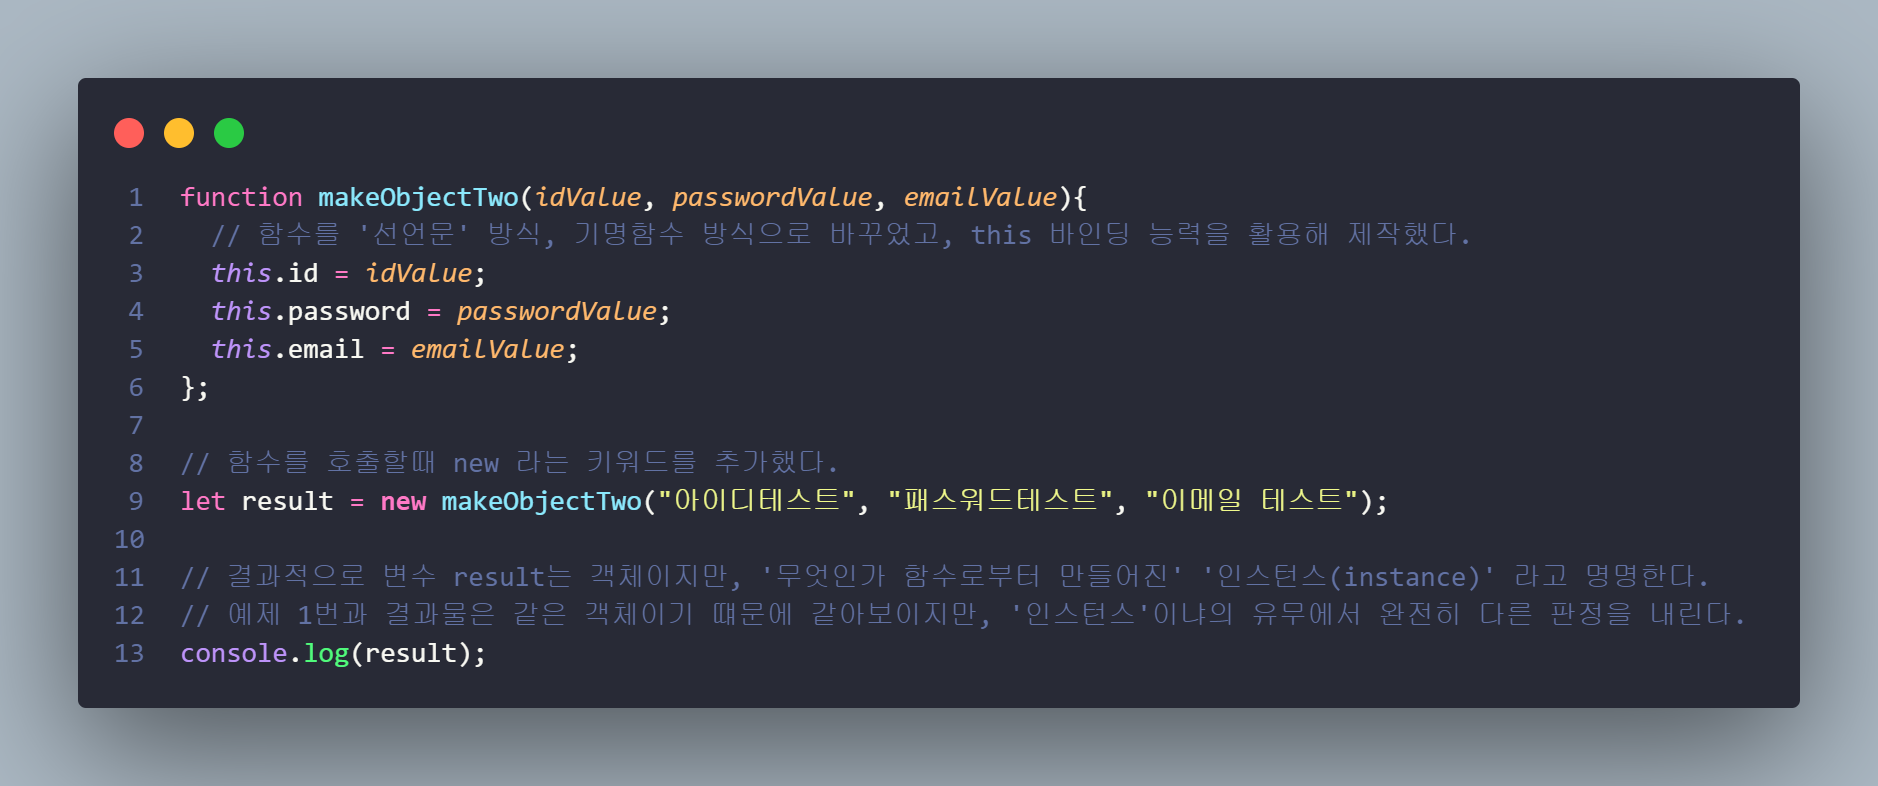 1 function makeObjectTwo(idValue, passwordValue, emailValue){
2 // 함수를 '선언문' 방식, 기명함수 방식으로 바꾸었고, this 바인딩 능력을 활용해 제작했다.
3 this.id = idValue;
4 this.password = passwordValue;
5 this.email = emailValue;
6 };
7
8 // 함수를 호출할때 new 라는 키워드를 추가했다.
9 let result = new makeObjectTwo("아이디테스트", "패스워드테스트", "이메일 테스트");
10
11 // 결과적으로 변수 result는 객체이지만, '무엇인가 함수로부터 만들어진' '인스턴스(instance)' 라고 명명한다.
12 // 예제 1번과 결과물은 같은 객체이기 떄문에 같아보이지만, '인스턴스'이냐의 유무에서 완전히 다른 판정을 내린다.
13 console.log(result);